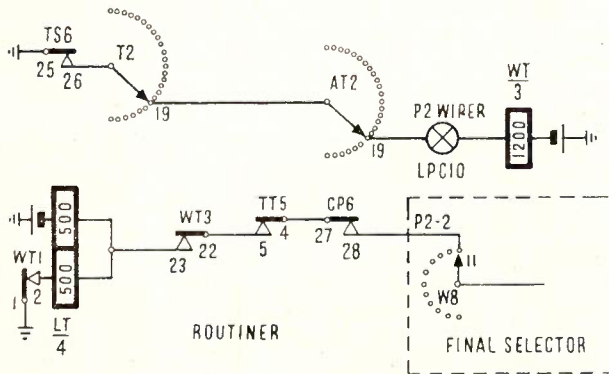 TS6
25
26
T2
19
AT2
19
P2 WIRER
LPC10
WT
3
1200
500
500
WT1
1
2
LT
4
WT3
23
22
TT5
5
4
CP6
27
28
P2-2
11
W8
ROUTINER
FINAL SELECTOR